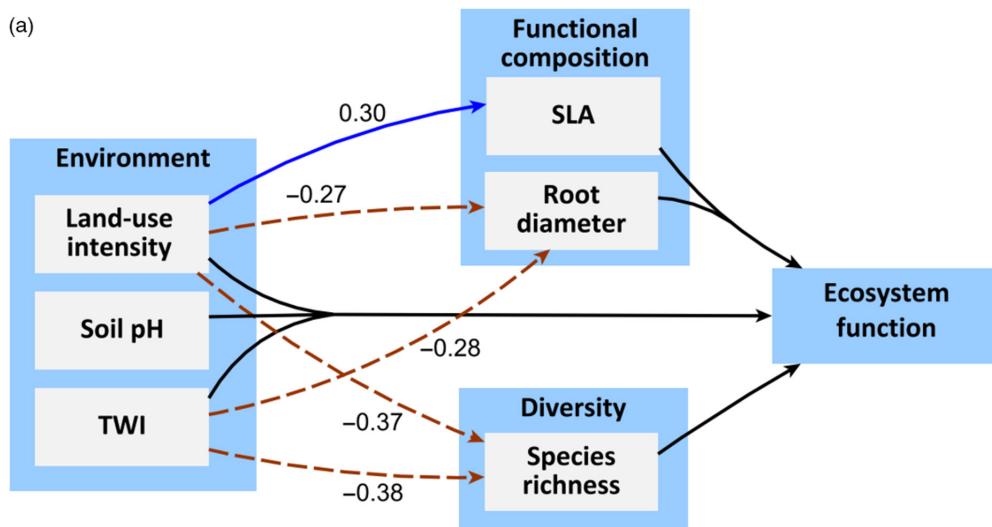 (a)
Functional
composition
SLA
Root
diameter
0.30
−0.27
Environment
Land-use
intensity
Soil pH
TWI
Ecosystem
function
−0.28
−0.37
−0.38
Diversity
Species
richness